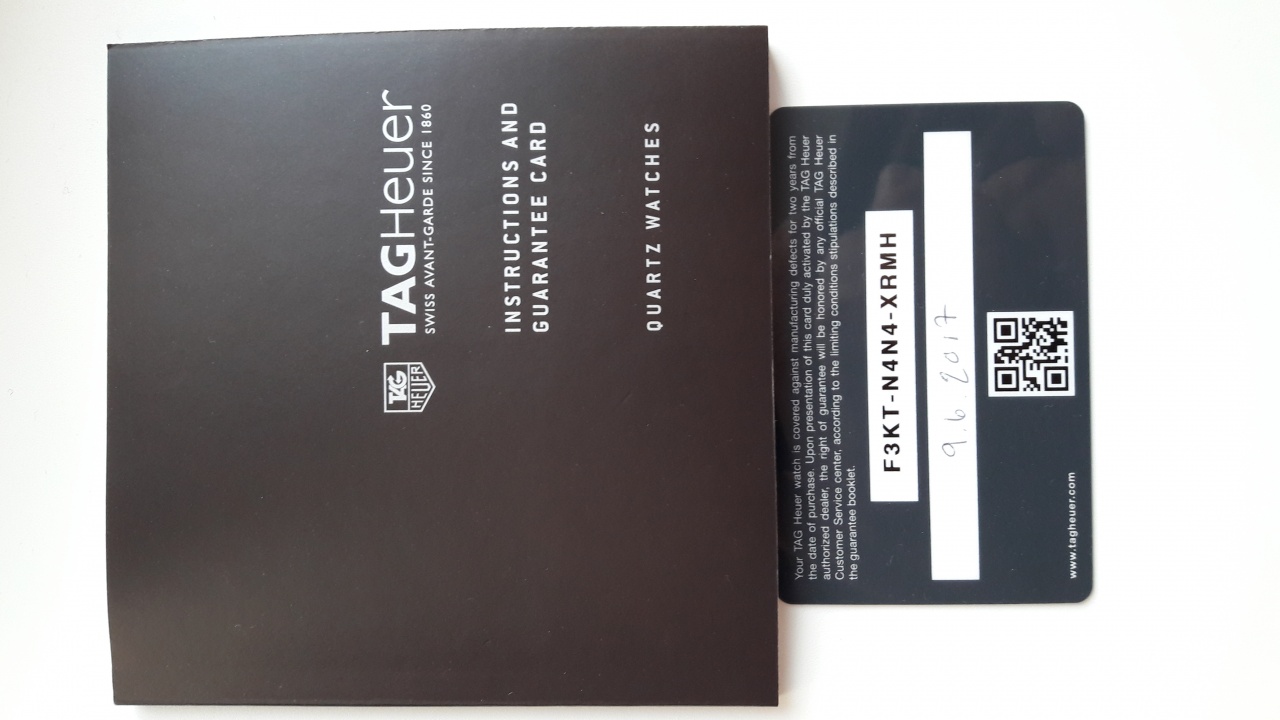 TAG
HEUER
TAGHeuer
SWISS AVANT-GARDE SINCE 1860
INSTRUCTIONS AND
GUARANTEE CARD
QUARTZ WATCHES
Your TAG Heuer watch is covered against manufacturing defects for two years from
the date of purchase. Upon presentation of this card duly activated by the TAG Heuer
authorized dealer, the right of guarantee will be honored by any official TAG Heuer
Customer Service center, according to the limiting conditions stipulations described in
the guarantee booklet.
F3KT-N4N4-XRMH
9.6.2017
www.tagheuer.com